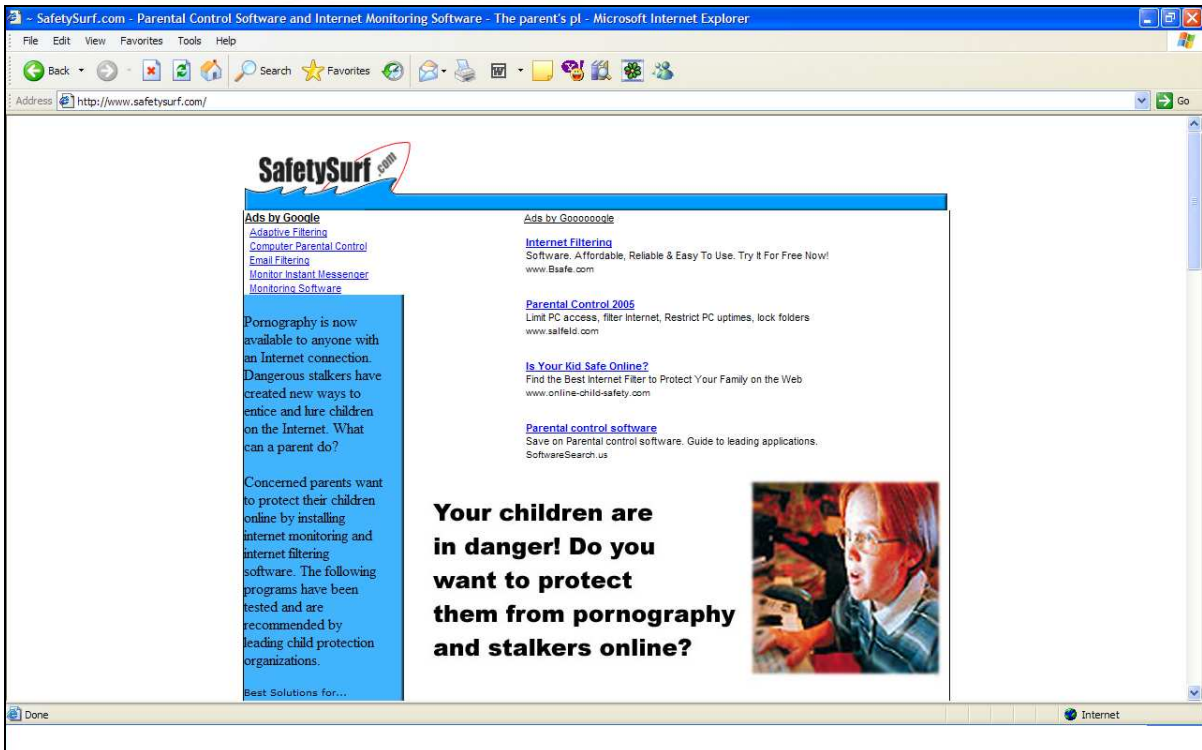 ~ SafetySurf.com - Parental Control Software and Internet Monitoring Software - The parent's pl - Microsoft Internet Explorer
File Edit View Favorites Tools Help
Back Search Favorites
Address http://www.safetysurf.com/ Go
SafetySurf .com
Ads by Google
Adaptive Filtering
Computer Parental Control
Email Filtering
Monitor Instant Messenger
Monitoring Software
Pornography is now
available to anyone with
an Internet connection.
Dangerous stalkers have
created new ways to
entice and lure children
on the Internet. What
can a parent do?
Concerned parents want
to protect their children
online by installing
internet monitoring and
internet filtering
software. The following
programs have been
tested and are
recommended by
leading child protection
organizations.
Best Solutions for...
Ads by Goooooogle
Internet Filtering
Software. Affordable, Reliable & Easy To Use. Try It For Free Now!
www.Bsafe.com
Parental Control 2005
Limit PC access, filter Internet, Restrict PC uptimes, lock folders
www.salfeld.com
Is Your Kid Safe Online?
Find the Best Internet Filter to Protect Your Family on the Web
www.online-child-safety.com
Parental control software
Save on Parental control software. Guide to leading applications.
SoftwareSearch.us
Your children are
in danger! Do you
want to protect
them from pornography
and stalkers online?
Done Internet